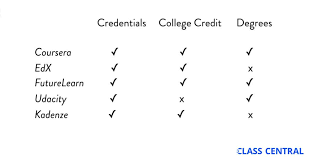 Credentials College Credit Degrees
Coursera ✓ ✓ ✓
EdX ✓ ✓ x
FutureLearn ✓ ✓ ✓
Udacity ✓ x ✓
Kadenze ✓ ✓ x
CLASS CENTRAL